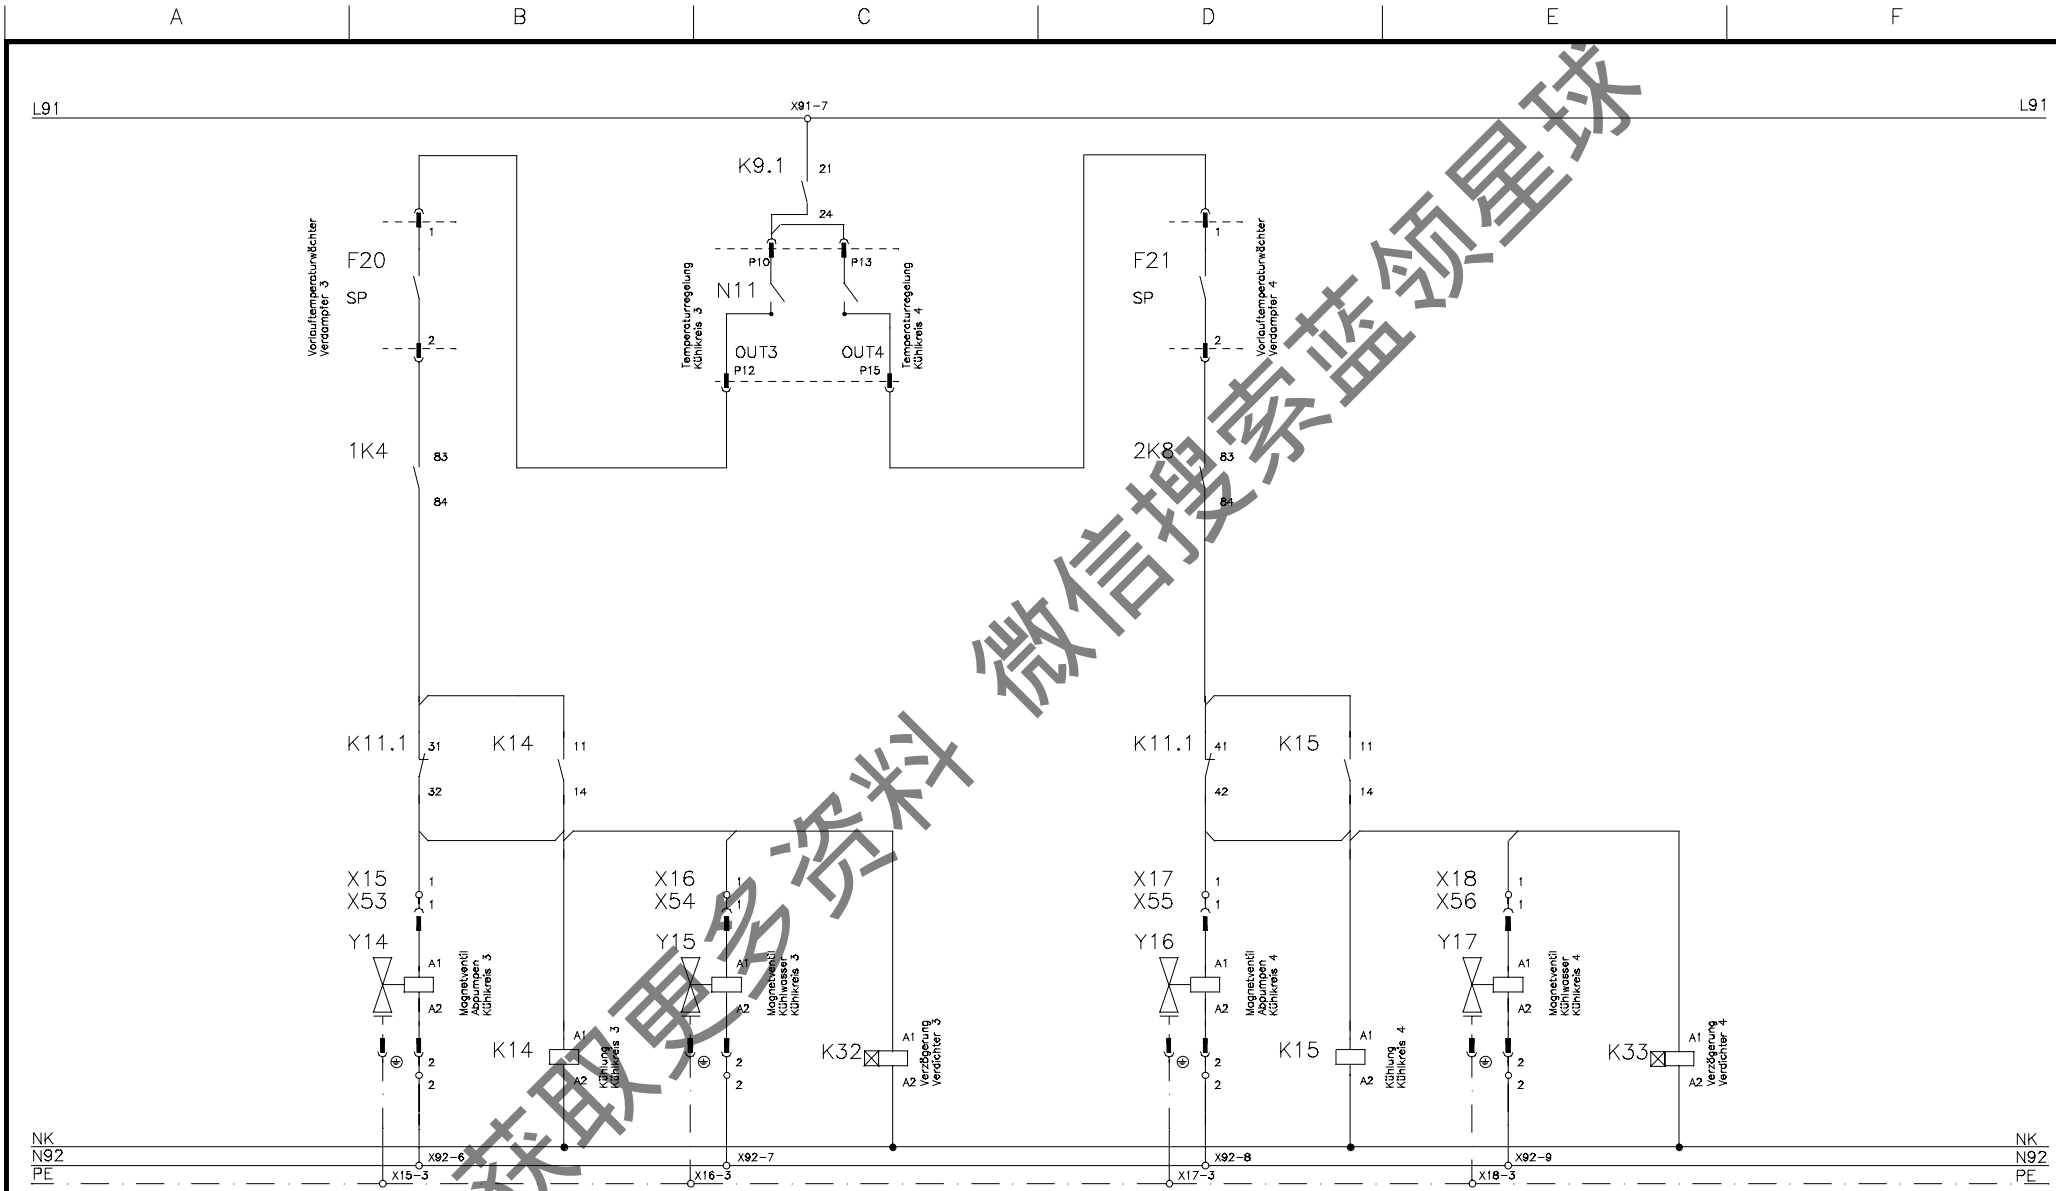 A B C D E F
L91 X91-7 L91
K9.1 21
24
1 1
P10 P13
F20 N11 F21
SP SP
Vorlauftemperaturwächter
Verdampfer 3
Temperaturregelung
Kühlkreis 3
Temperaturregelung
Kühlkreis 4
Vorlauftemperaturwächter
Verdampfer 4
2 OUT3 OUT4 2
P12 P15
1K4 83 2K8 83
84 84
K11.1 31 K14 11 K11.1 41 K15 11
32 14 42 14
X15 1 X16 1 X17 1 X18 1
X53 1 X54 1 X55 1 X56 1
Y14 Y15 Y16 Y17
A1 A1 A1 A1
A2 A2 A2 A2
Magnetventil
Abpumpen
Kühlkreis 3
Magnetventil
Kühlwasser
Kühlkreis 3
Magnetventil
Abpumpen
Kühlkreis 4
Magnetventil
Kühlwasser
Kühlkreis 4
K14 A1 K32 A1 K15 A1 K33 A1
A2 A2 A2 A2
Kühlung
Kühlkreis 3
Verzögerung
Verdichter 3
Kühlung
Kühlkreis 4
Verzögerung
Verdichter 4
2 2 2 2
2 2 2 2
NK NK
N92 X92-6 X92-7 X92-8 X92-9 N92
PE X15-3 X16-3 X17-3 X18-3 PE
获取更多资料 微信搜索蓝领星球